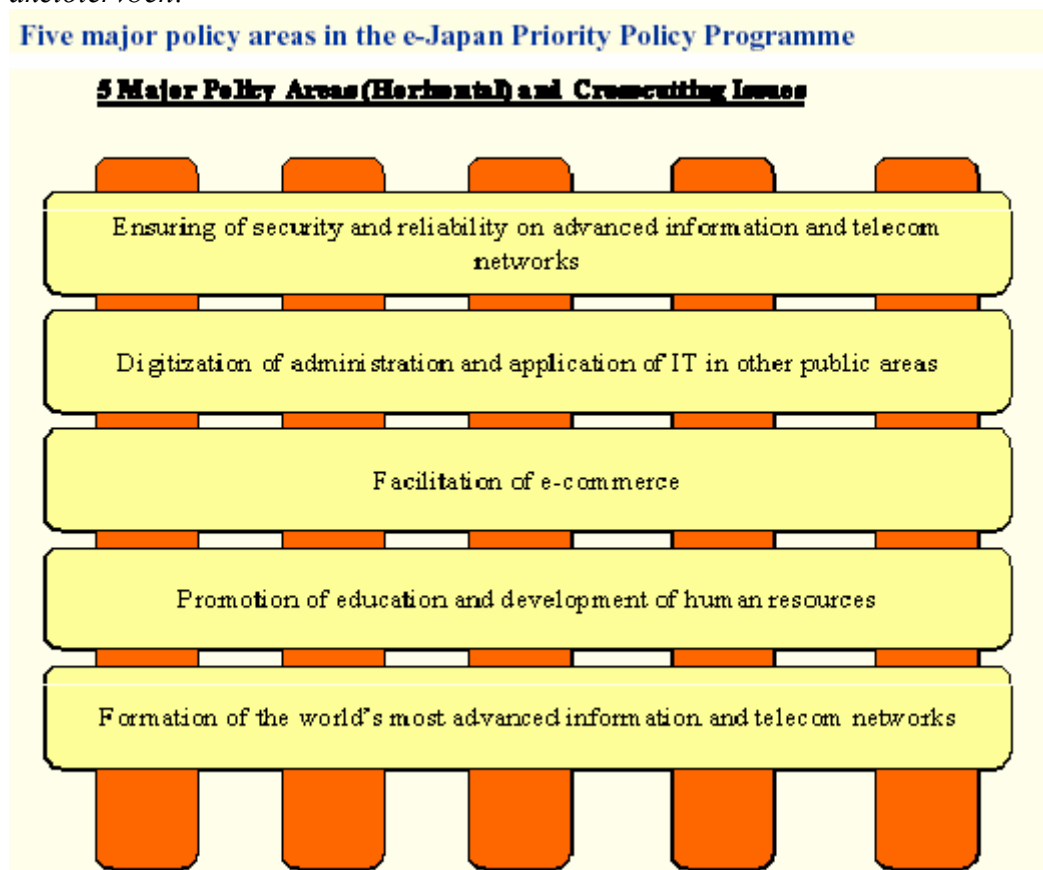 Five major policy areas in the e-Japan Priority Policy Programme
5 Major Policy Areas (Horizontal) and Crosscutting Issues
Ensuring of security and reliability on advanced information and telecom
networks
Digitization of administration and application of IT in other public areas
Facilitation of e-commerce
Promotion of education and development of human resources
Formation of the world's most advanced information and telecom networks